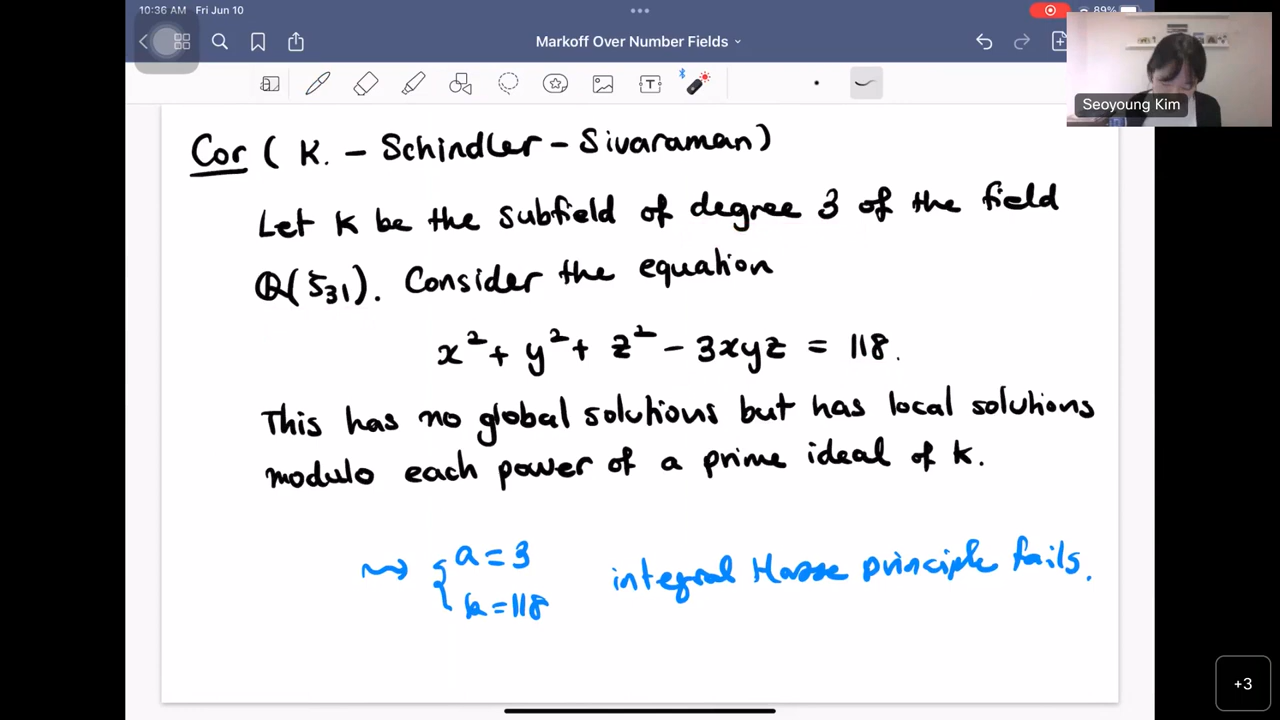 10:36 AM Fri Jun 10
89%
Markoff Over Number Fields
Seoyoung Kim
Cor (K. - Schindler - Sivaraman)
Let K be the subfield of degree 3 of the field
ℚ(ζ₃₁). Consider the equation
x² + y² + z² - 3xyz = 118.
This has no global solutions but has local solutions
modulo each power of a prime ideal of K.
⇝ { a = 3 integral Hasse principle fails.
k = 118
+3